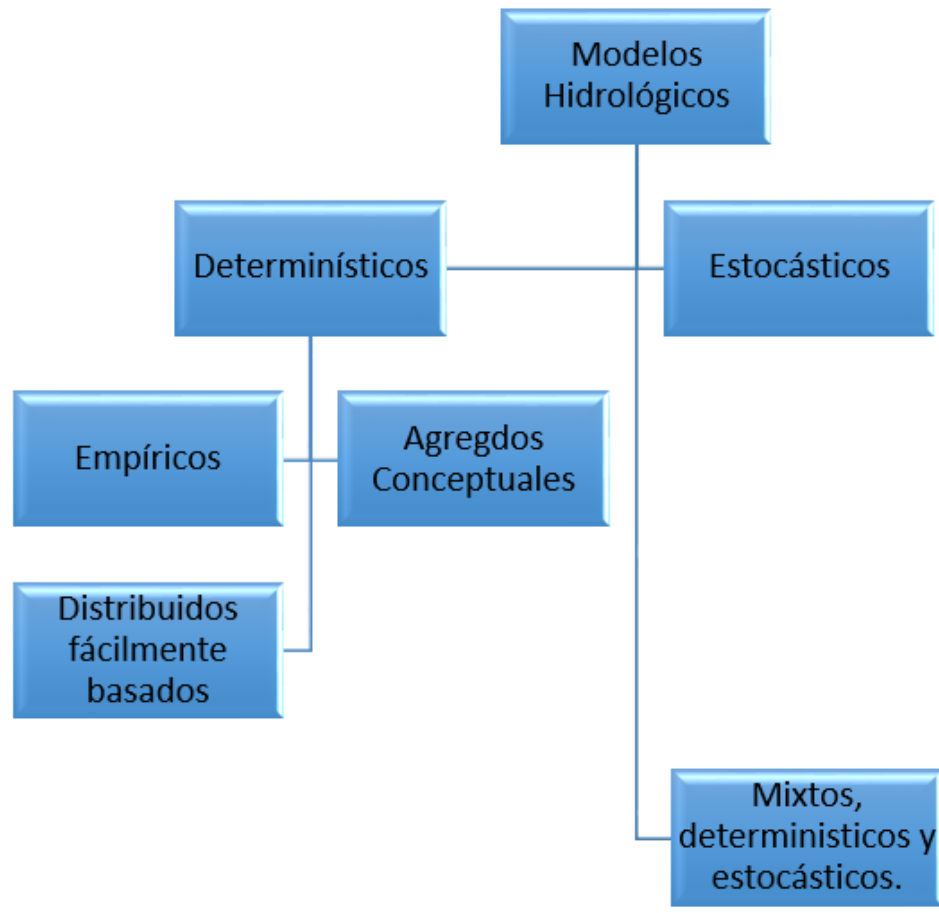 Modelos
Hidrológicos
Determinísticos
Estocásticos
Empíricos
Agregdos
Conceptuales
Distribuidos
fácilmente
basados
Mixtos,
deterministicos y
estocásticos.